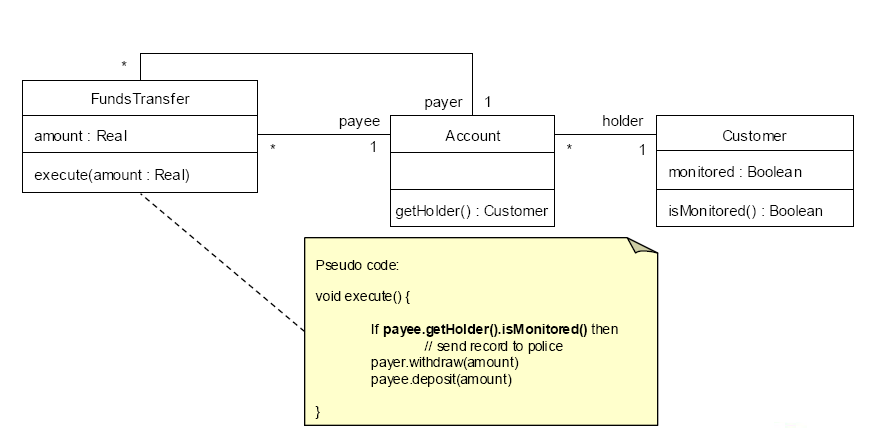 *
FundsTransfer
amount : Real
execute(amount : Real)
payer 1
payee
* 1
Account
getHolder() : Customer
holder
* 1
Customer
monitored : Boolean
isMonitored() : Boolean
Pseudo code:
void execute() {
If payee.getHolder().isMonitored() then
// send record to police
payer.withdraw(amount)
payee.deposit(amount)
}